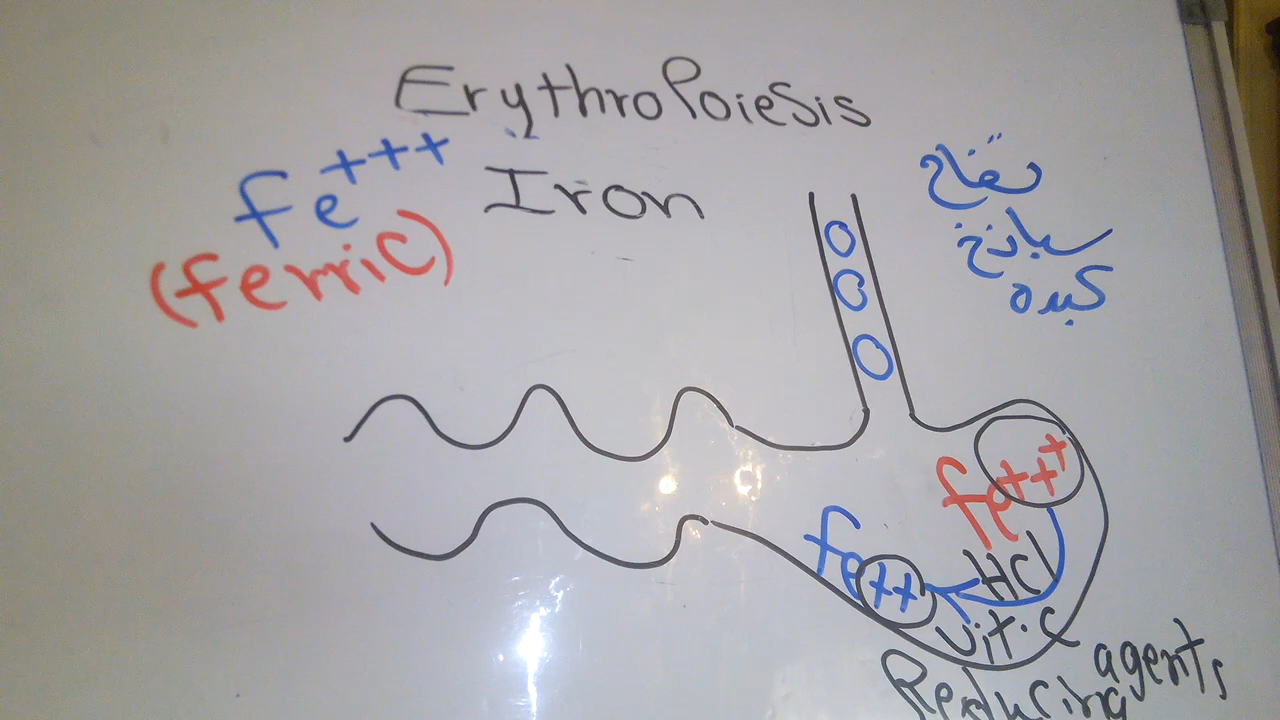 Erythropoiesis
Iron
Fe+++
(ferric)
تفاح
سبانخ
كبده
Fe+++
HCl
Fe++
Vit.C
Reducing agents